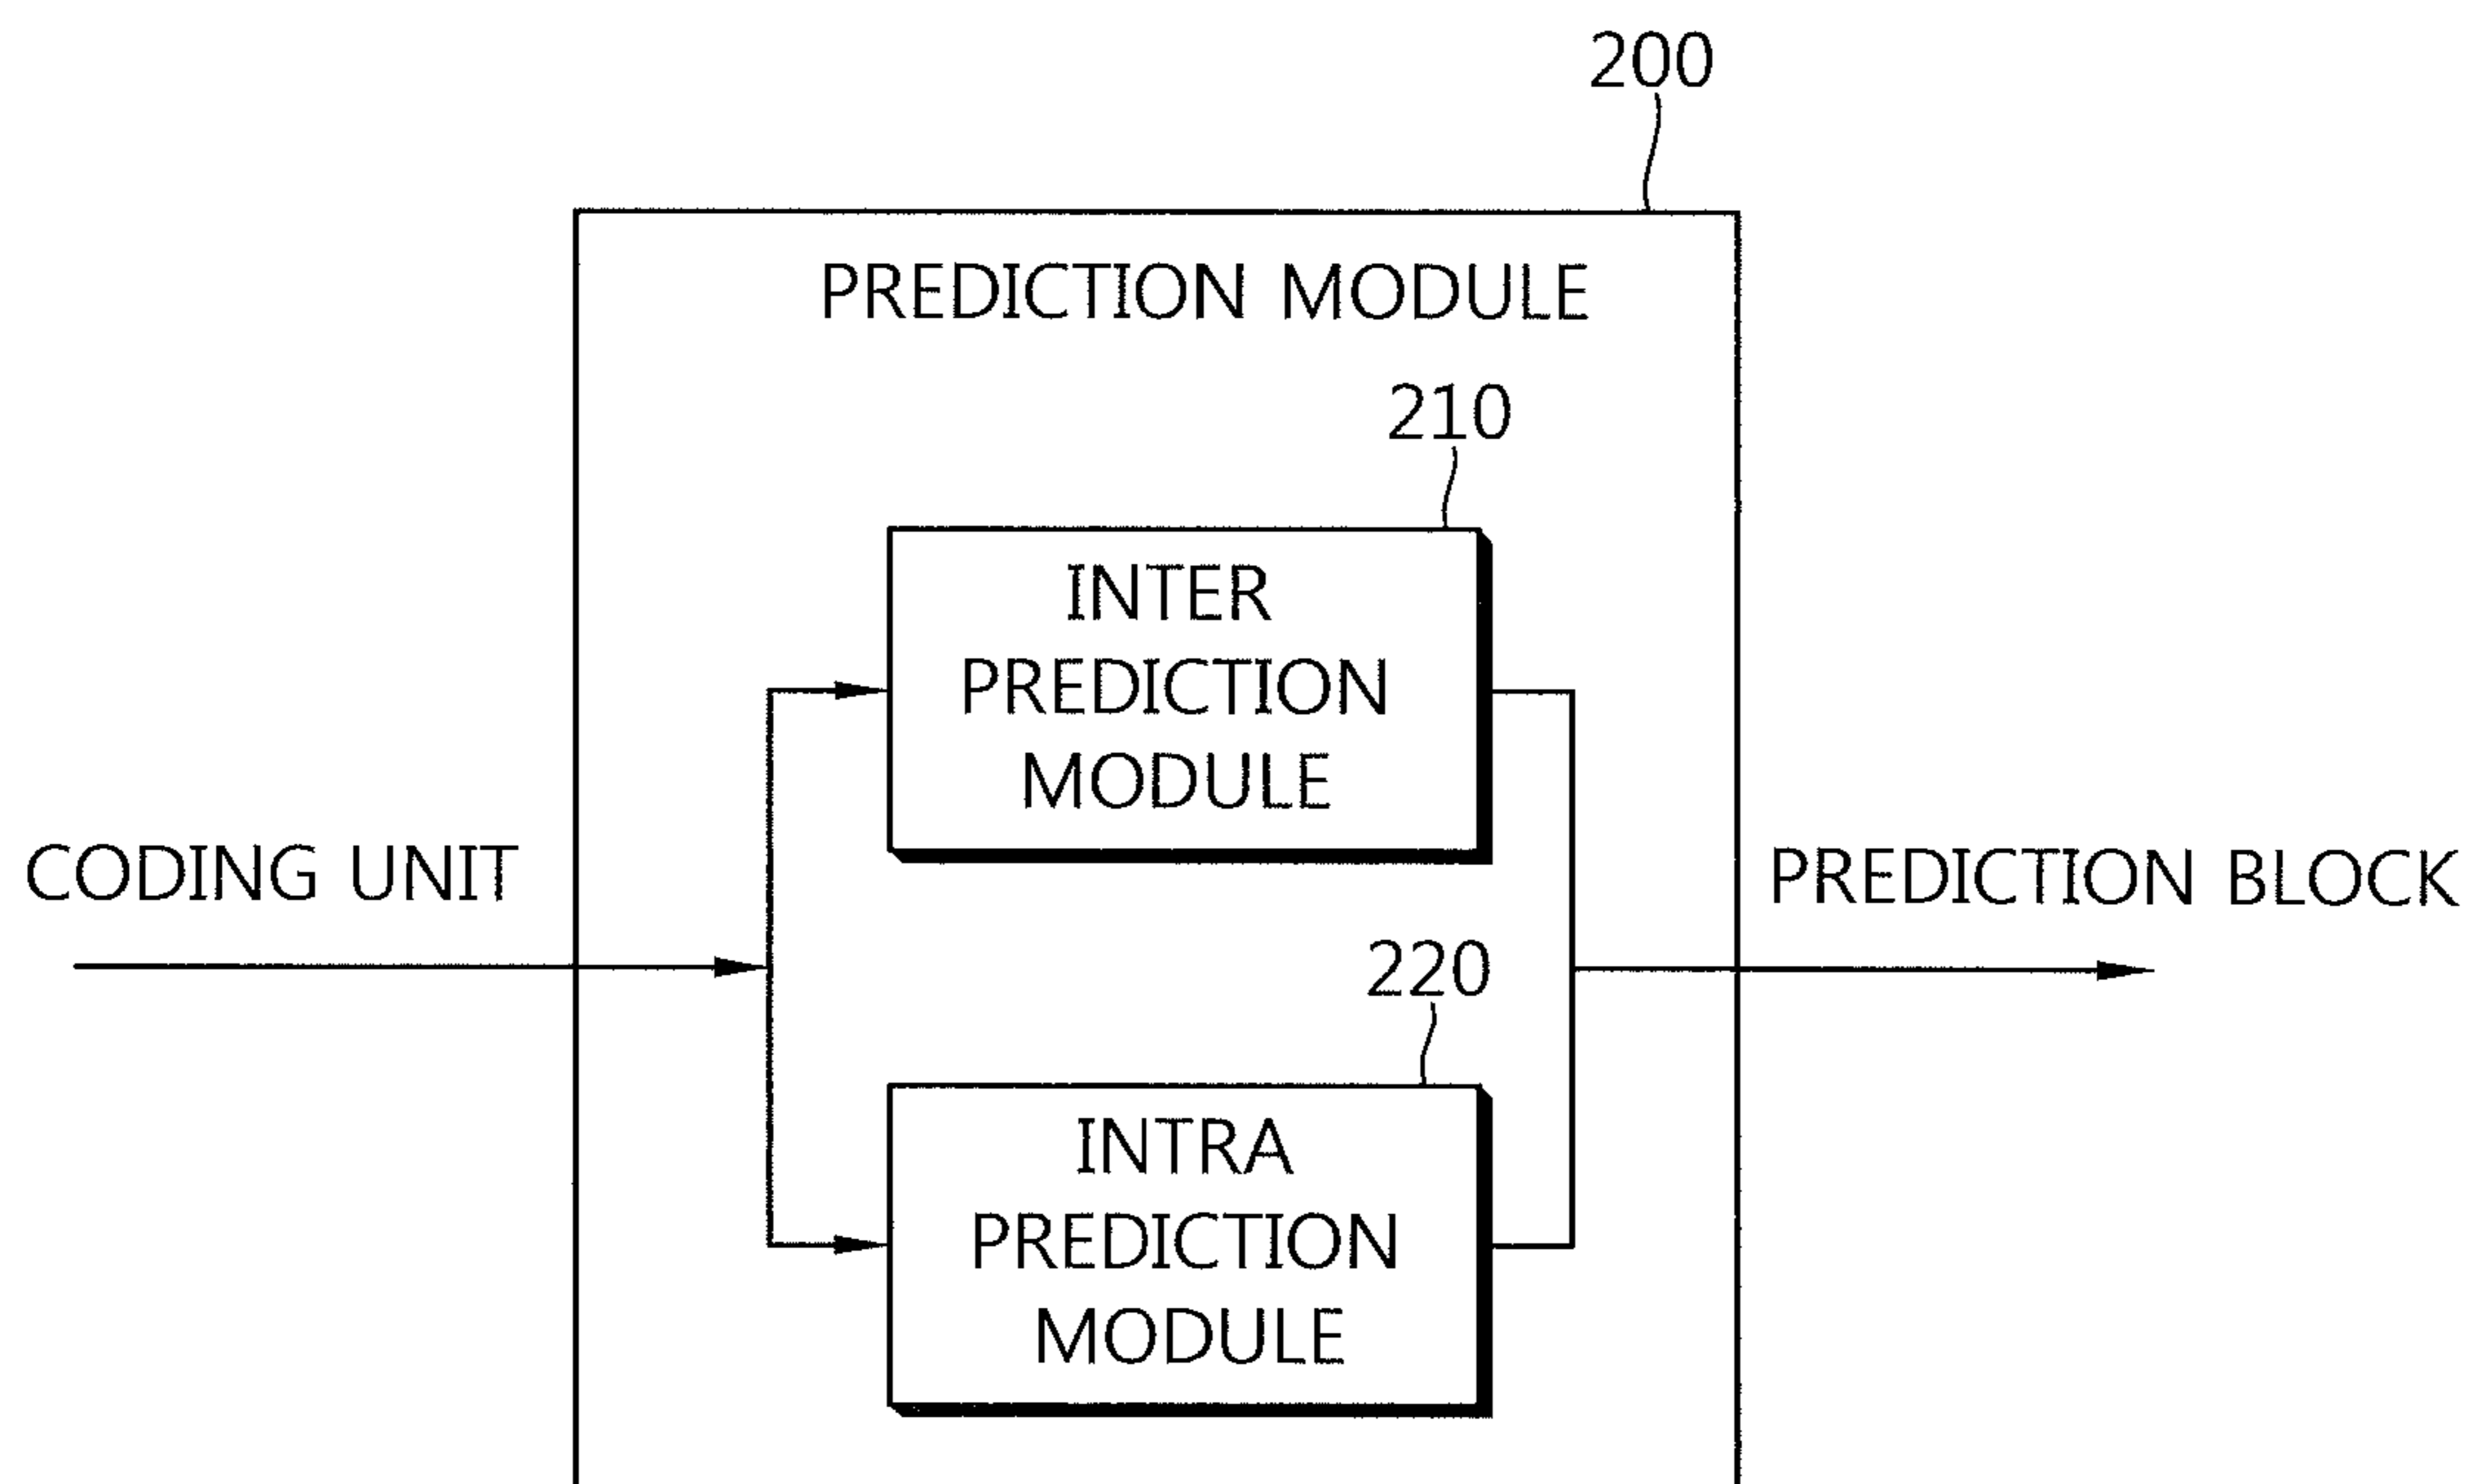 200
PREDICTION MODULE
210
INTER
PREDICTION
MODULE
CODING UNIT
PREDICTION BLOCK
220
INTRA
PREDICTION
MODULE